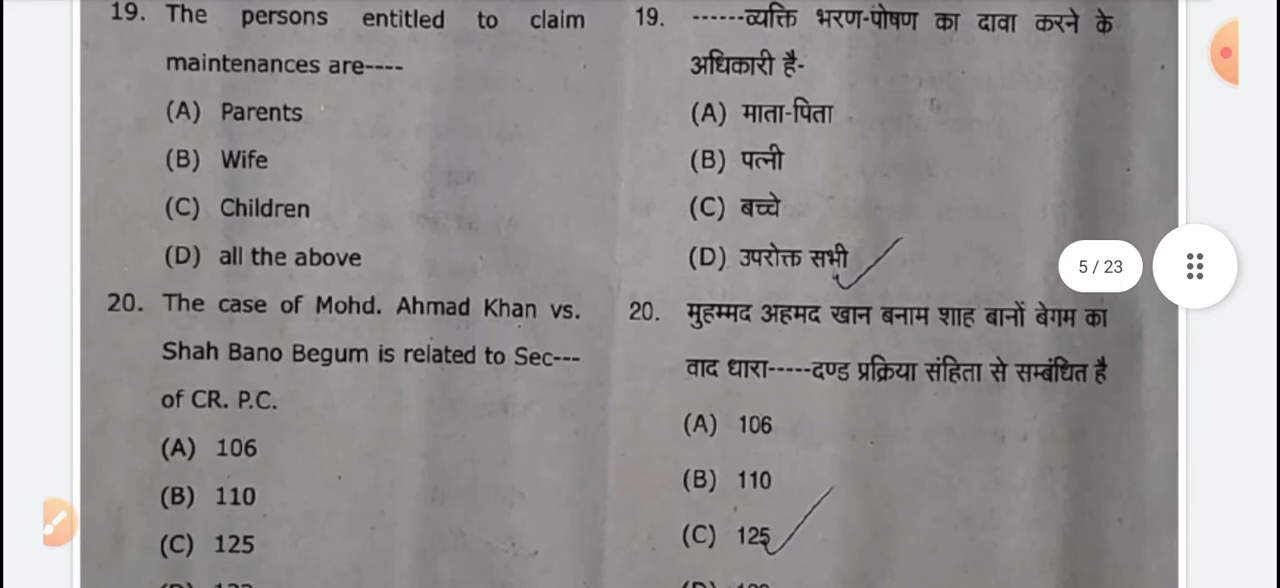 19. The persons entitled to claim
maintenances are----
(A) Parents
(B) Wife
(C) Children
(D) all the above
20. The case of Mohd. Ahmad Khan vs.
Shah Bano Begum is related to Sec---
of CR. P.C.
(A) 106
(B) 110
(C) 125
19. ------व्यक्ति भरण-पोषण का दावा करने के
अधिकारी है-
(A) माता-पिता
(B) पत्नी
(C) बच्चे
(D) उपरोक्त सभी
20. मुहम्मद अहमद खान बनाम शाह बानों बेगम का
वाद धारा-----दण्ड प्रक्रिया संहिता से सम्बंधित है
(A) 106
(B) 110
(C) 125
5 / 23